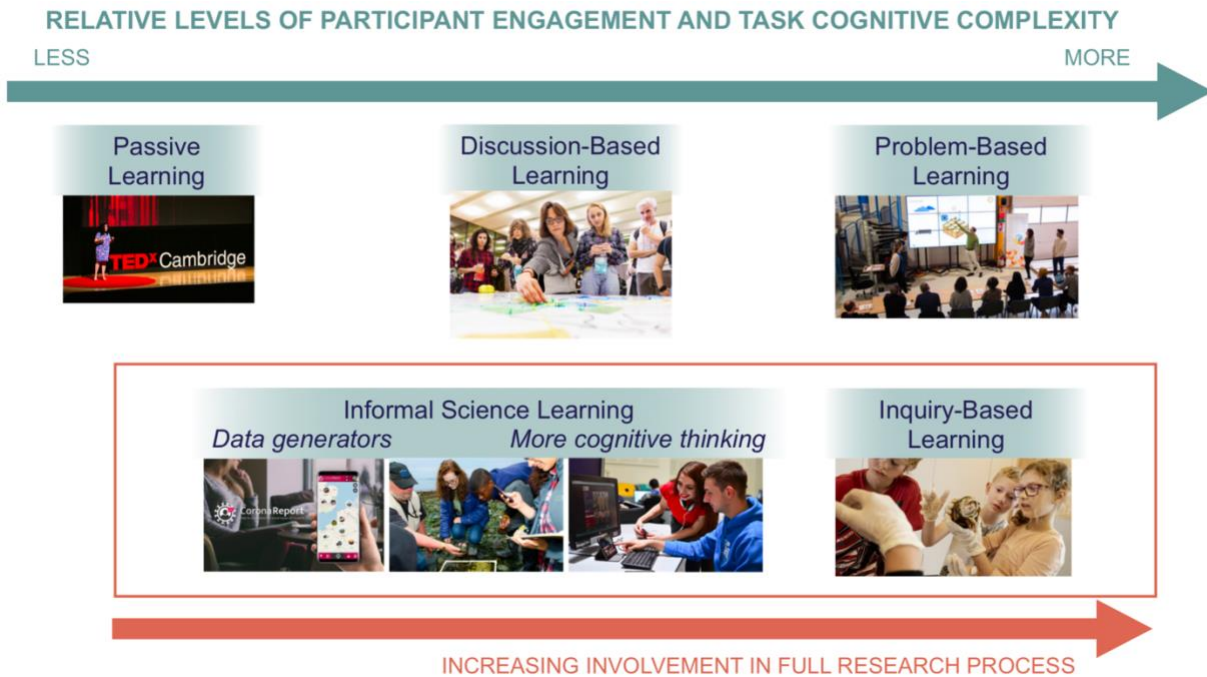 RELATIVE LEVELS OF PARTICIPANT ENGAGEMENT AND TASK COGNITIVE COMPLEXITY
LESS
MORE
Passive
Learning
Discussion-Based
Learning
Problem-Based
Learning
TEDx Cambridge
Informal Science Learning
Data generators
More cognitive thinking
Inquiry-Based
Learning
CoronaReport
INCREASING INVOLVEMENT IN FULL RESEARCH PROCESS